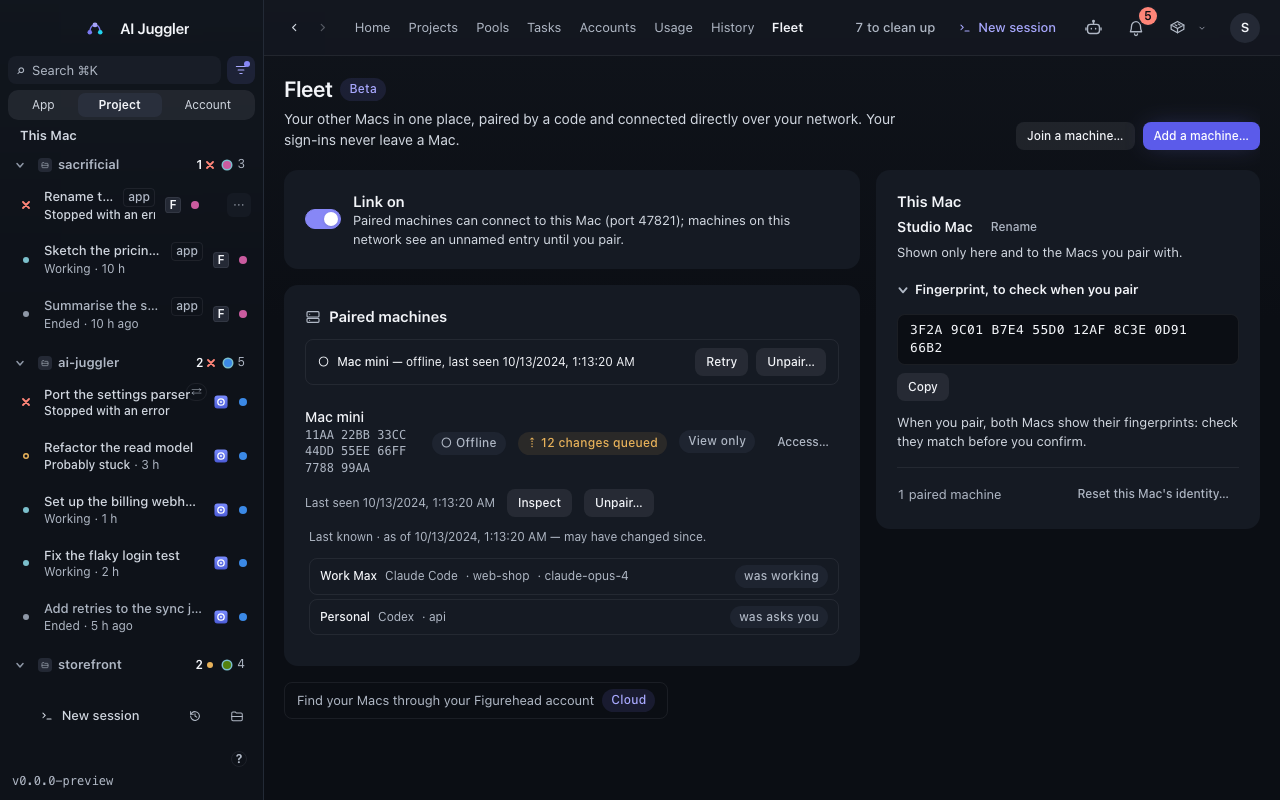 AI Juggler
Search ⌘K
App
Project
Account
This Mac
sacrificial
1
3
Rename t...
app
F
Stopped with an er
Sketch the pricin...
app
F
Working · 10 h
Summarise the s...
app
F
Ended · 10 h ago
ai-juggler
2
5
Port the settings parser
Stopped with an error
Refactor the read model
Probably stuck · 3 h
Set up the billing webh...
Working · 1 h
Fix the flaky login test
Working · 2 h
Add retries to the sync j...
Ended · 5 h ago
storefront
2
4
New session
?
v0.0.0-preview
Home
Projects
Pools
Tasks
Accounts
Usage
History
Fleet
7 to clean up
New session
5
S
Fleet
Beta
Your other Macs in one place, paired by a code and connected directly over your network. Your
sign-ins never leave a Mac.
Join a machine...
Add a machine...
Link on
Paired machines can connect to this Mac (port 47821); machines on this
network see an unnamed entry until you pair.
Paired machines
Mac mini — offline, last seen 10/13/2024, 1:13:20 AM
Retry
Unpair...
Mac mini
11AA 22BB 33CC
44DD 55EE 66FF
7788 99AA
Offline
⇡ 12 changes queued
View only
Access...
Last seen 10/13/2024, 1:13:20 AM
Inspect
Unpair...
Last known · as of 10/13/2024, 1:13:20 AM — may have changed since.
Work Max Claude Code · web-shop · claude-opus-4
was working
Personal Codex · api
was asks you
Find your Macs through your Figurehead account
Cloud
This Mac
Studio Mac
Rename
Shown only here and to the Macs you pair with.
Fingerprint, to check when you pair
3F2A 9C01 B7E4 55D0 12AF 8C3E 0D91
66B2
Copy
When you pair, both Macs show their fingerprints: check
they match before you confirm.
1 paired machine
Reset this Mac's identity...